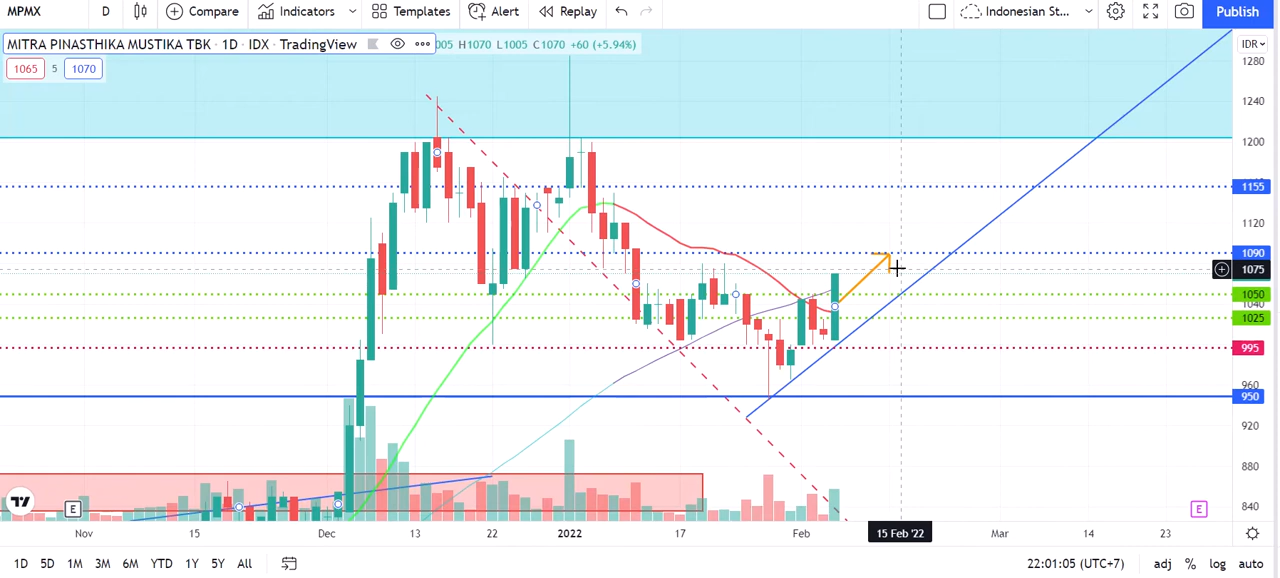 MPMX D Compare Indicators Templates Alert Replay Indonesian St... Publish
MITRA PINASTHIKA MUSTIKA TBK · 1D · IDX · TradingView 005 H1070 L1005 C1070 +60 (+5.94%) IDR
1065 5 1070
1280
1240
1200
1155
1120
1090
1075
1050
1040
1025
995
960
950
920
880
840
E E
Nov 15 Dec 13 22 2022 17 Feb 15 Feb '22 Mar 14 23
1D 5D 1M 3M 6M YTD 1Y 5Y All 22:01:05 (UTC+7) adj % log auto